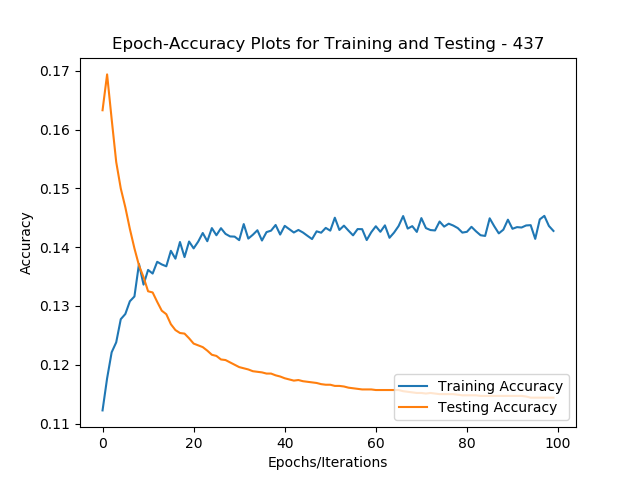 Epoch-Accuracy Plots for Training and Testing - 437
0.17
0.16
0.15
0.14
0.13
0.12
0.11
Accuracy
0
20
40
60
80
100
Epochs/Iterations
Training Accuracy
Testing Accuracy